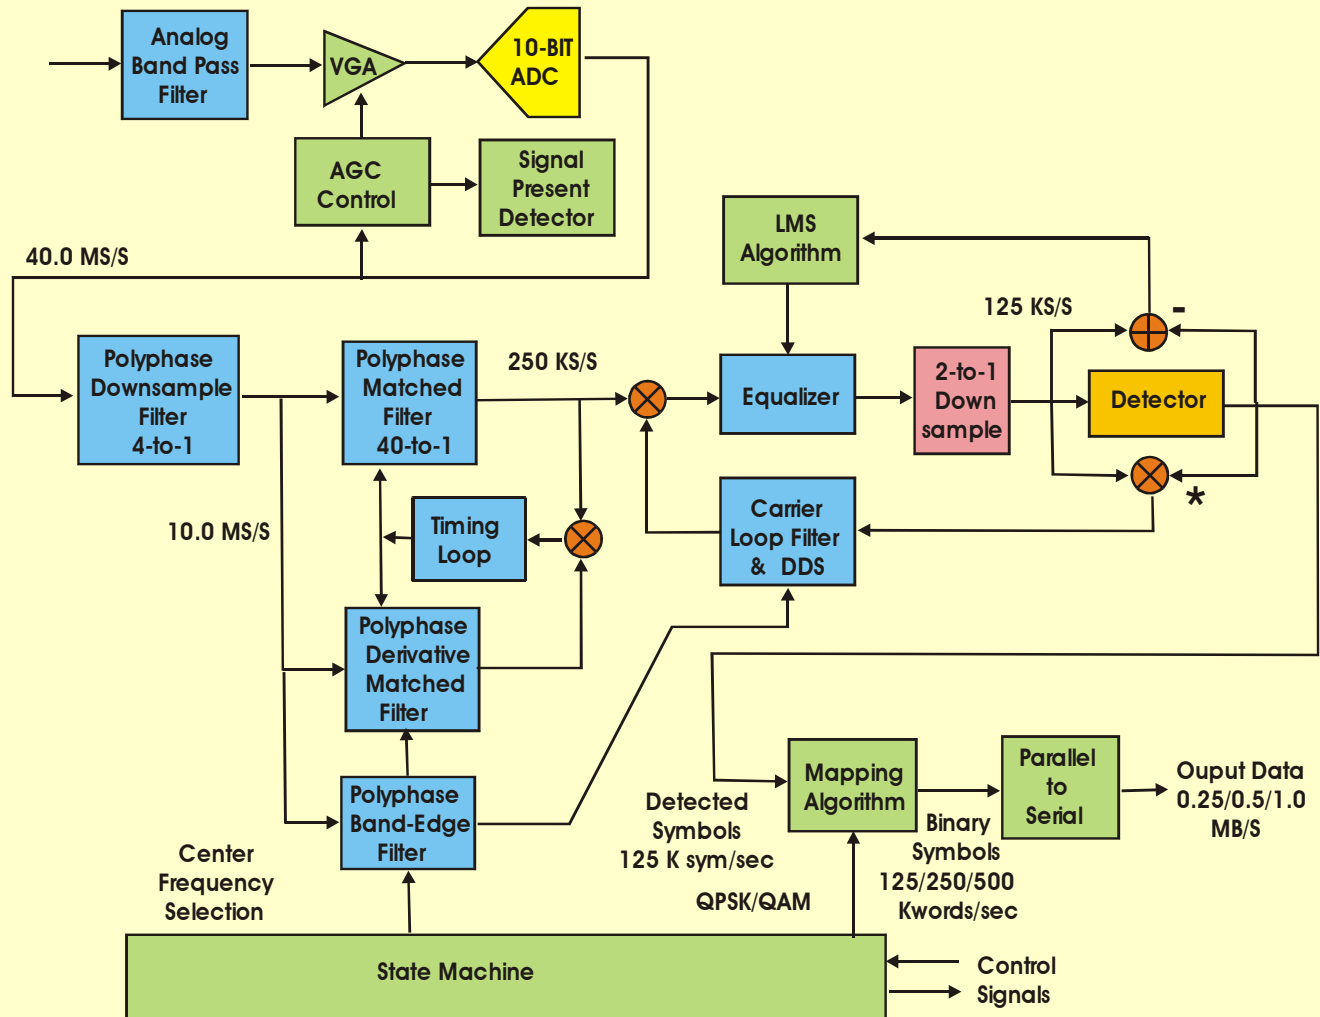 Analog
Band Pass
Filter
VGA
10-BIT
ADC
AGC
Control
Signal
Present
Detector
40.0 MS/S
LMS
Algorithm
125 KS/S
-
Polyphase
Downsample
Filter
4-to-1
Polyphase
Matched
Filter
40-to-1
250 KS/S
Equalizer
2-to-1
Down
sample
Detector
*
10.0 MS/S
Timing
Loop
Carrier
Loop Filter
& DDS
Polyphase
Derivative
Matched
Filter
Polyphase
Band-Edge
Filter
Center
Frequency
Selection
Detected
Symbols
125 K sym/sec
QPSK/QAM
Mapping
Algorithm
Binary
Symbols
125/250/500
Kwords/sec
Parallel
to
Serial
Ouput Data
0.25/0.5/1.0
MB/S
State Machine
Control
Signals